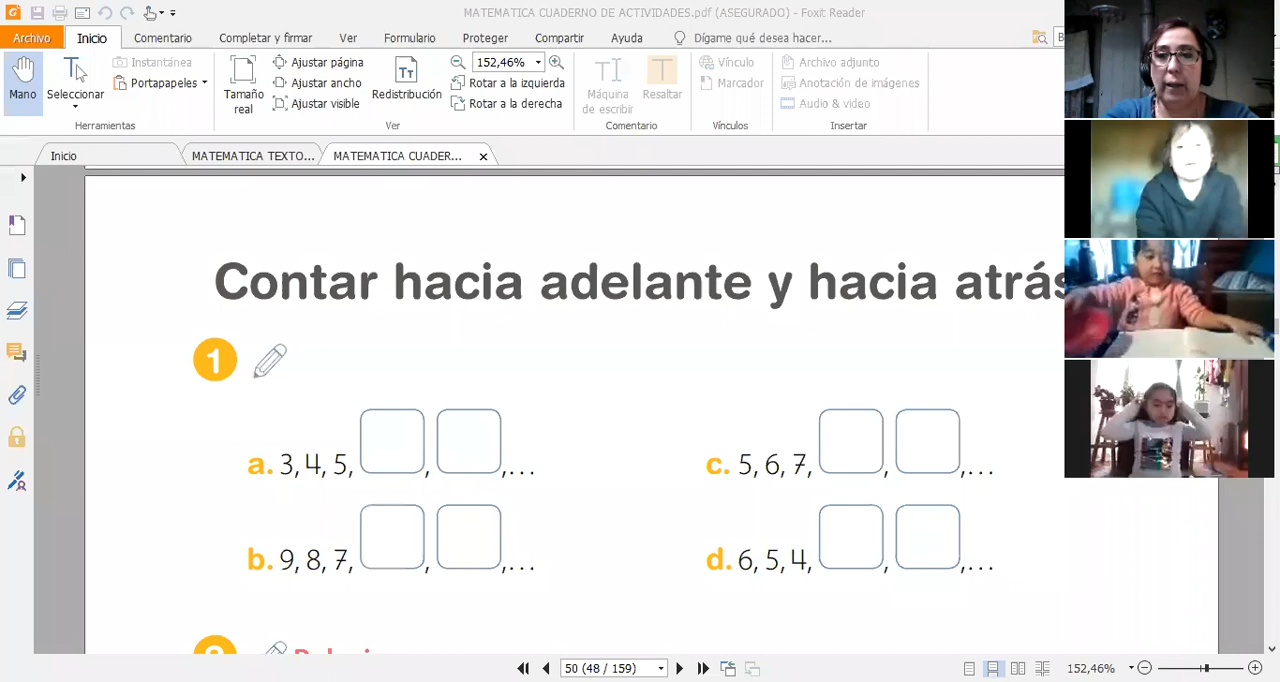 MATEMATICA CUADERNO DE ACTIVIDADES.pdf (ASEGURADO) - Foxit Reader
Archivo Inicio Comentario Completar y firmar Ver Formulario Proteger Compartir Ayuda Dígame qué desea hacer...
Mano
Seleccionar
Instantánea
Portapapeles
Herramientas
Tamaño real
Ajustar página
Ajustar ancho
Ajustar visible
Redistribución
152,46%
Rotar a la izquierda
Rotar a la derecha
Ver
Máquina de escribir
Resaltar
Comentario
Vínculo
Marcador
Vínculos
Archivo adjunto
Anotación de imágenes
Audio & video
Insertar
Inicio MATEMATICA TEXTO... MATEMATICA CUADER...
Contar hacia adelante y hacia atrás
1
a. 3, 4, 5, , ,...
c. 5, 6, 7, , ,...
b. 9, 8, 7, , ,...
d. 6, 5, 4, , ,...
50 (48 / 159) 152,46%